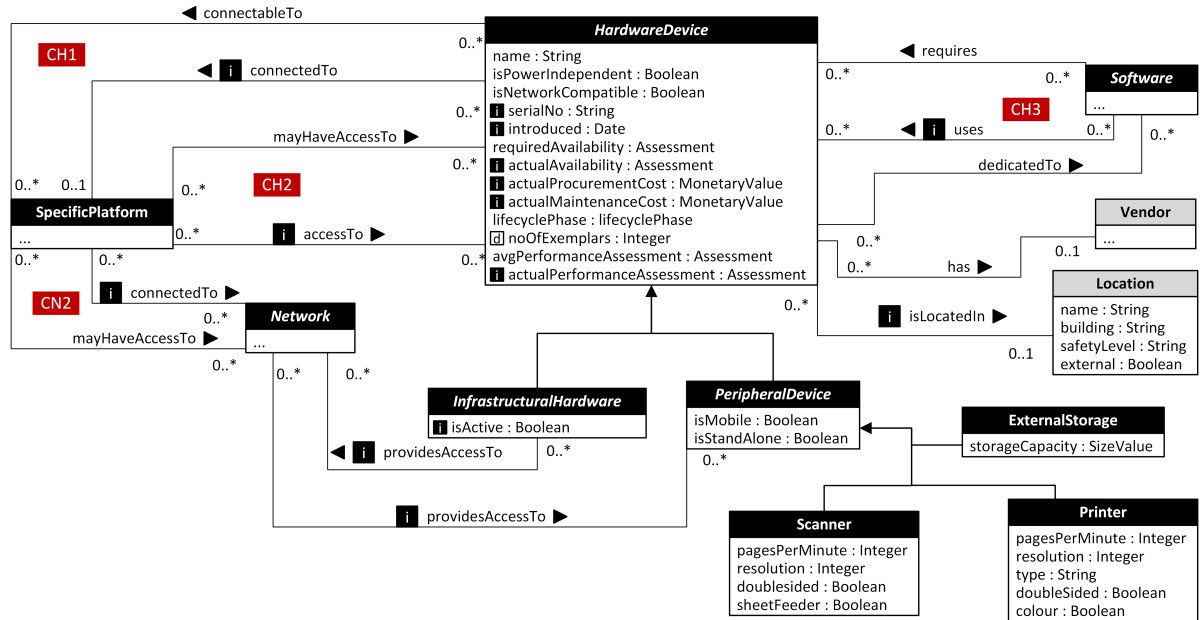 connectableTo
CH1
0..*
i connectedTo
0..*
mayHaveAccessTo
0..*
0..*
0..1
0..*
CH2
SpecificPlatform
...
0..*
i accessTo
0..*
0..*
0..*
HardwareDevice
name : String
isPowerIndependent : Boolean
isNetworkCompatible : Boolean
i serialNo : String
i introduced : Date
requiredAvailability : Assessment
i actualAvailability : Assessment
i actualProcurementCost : MonetaryValue
i actualMaintenanceCost : MonetaryValue
lifecyclePhase : lifecyclePhase
d noOfExemplars : Integer
avgPerformanceAssessment : Assessment
i actualPerformanceAssessment : Assessment
requires
0..*
0..*
Software
...
CH3
0..*
i uses
0..*
0..*
dedicatedTo
0..*
Vendor
...
0..*
has
0..1
Location
name : String
building : String
safetyLevel : String
external : Boolean
0..*
i isLocatedIn
0..1
CN2
i connectedTo
0..*
mayHaveAccessTo
0..*
Network
...
0..*
0..*
InfrastructuralHardware
i isActive : Boolean
0..*
i providesAccessTo
i providesAccessTo
PeripheralDevice
isMobile : Boolean
isStandAlone : Boolean
0..*
ExternalStorage
storageCapacity : SizeValue
Scanner
pagesPerMinute : Integer
resolution : Integer
doublesided : Boolean
sheetFeeder : Boolean
Printer
pagesPerMinute : Integer
resolution : Integer
type : String
doubleSided : Boolean
colour : Boolean